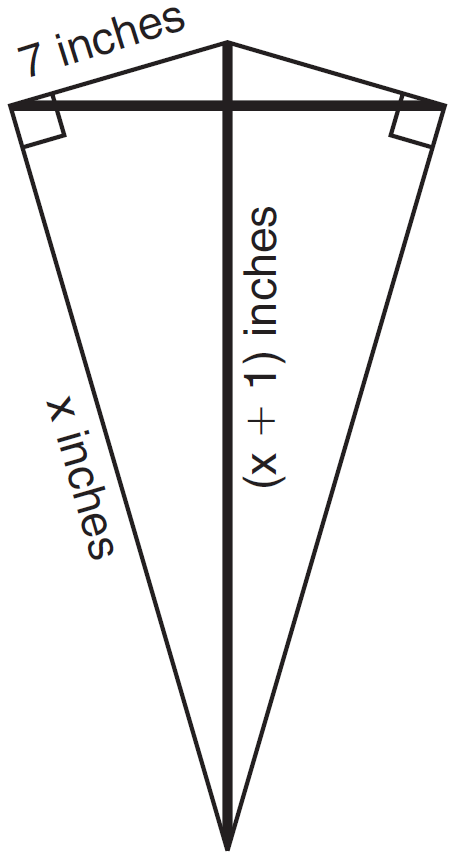 7 inches
(x + 1) inches
x inches